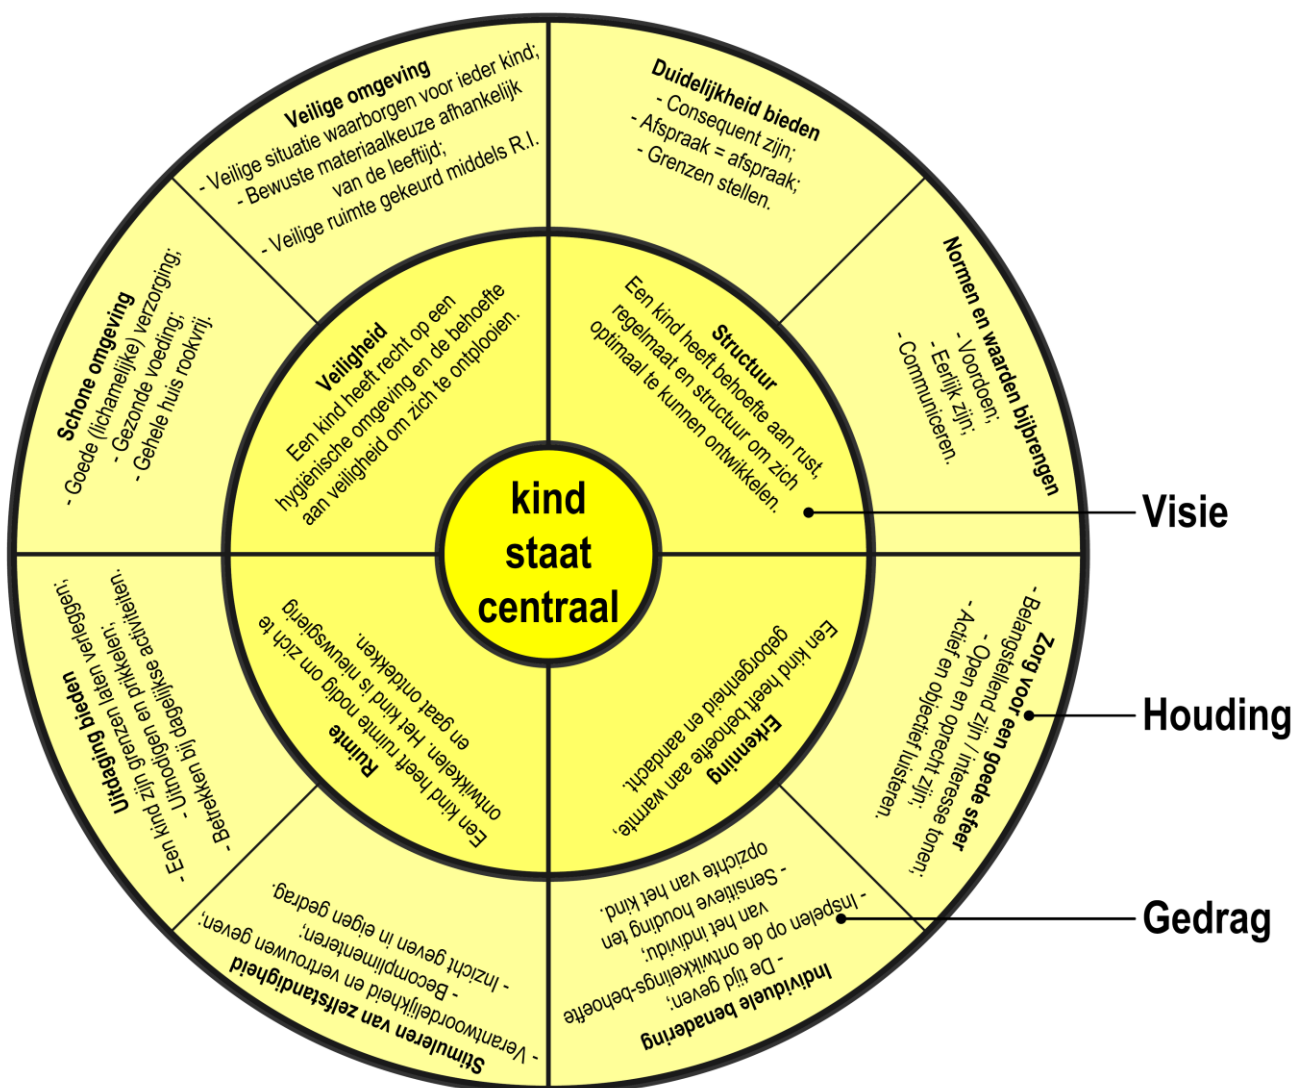 kind
staat
centraal
Veiligheid
Een kind heeft recht op een
hygiënische omgeving en de behoefte
aan veiligheid om zich te ontplooien.
Structuur
Een kind heeft behoefte aan rust,
regelmaat en structuur om zich
optimaal te kunnen ontwikkelen.
Erkenning
Een kind heeft behoefte aan warmte,
geborgenheid en aandacht.
Ruimte
Een kind heeft ruimte nodig om zich te
ontwikkelen. Het kind is nieuwsgierig
en gaat ontdekken.
Veilige omgeving
- Veilige situatie waarborgen voor ieder kind;
- Bewuste materiaalkeuze afhankelijk
van de leeftijd;
- Veilige ruimte gekeurd middels R.I.
Duidelijkheid bieden
- Consequent zijn;
- Afspraak = afspraak;
- Grenzen stellen.
Normen en waarden bijbrengen
- Voordoen;
- Eerlijk zijn;
- Communiceren.
Zorg voor een goede sfeer
- Belangstellend zijn / interesse tonen;
- Open en oprecht zijn;
- Actief en objectief luisteren.
Individuele benadering
- De tijd geven;
- Inspelen op de ontwikkelings-behoefte
van het individu;
- Sensitieve houding ten
opzichte van het kind.
Stimuleren van zelfstandigheid
- Verantwoordelijkheid en vertrouwen geven;
- Becomplimenteren;
- Inzicht geven in eigen gedrag.
Uitdaging bieden
- Een kind zijn grenzen laten verleggen;
- Uitnodigen en prikkelen;
- Betrekken bij dagelijkse activiteiten.
Schone omgeving
- Goede (lichamelijke) verzorging;
- Gezonde voeding;
- Gehele huis rookvrij.
Visie
Houding
Gedrag